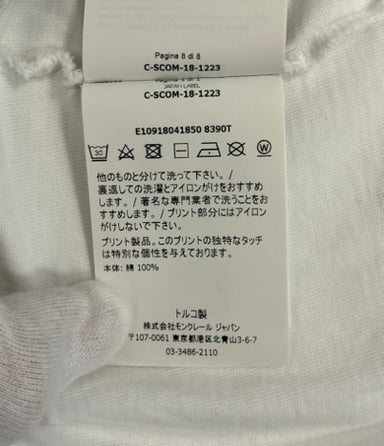 Pagina 8 di 8
C-SCOM-18-1223
JAPAN LABEL
C-SCOM-18-1223
E10918041850 8390T
30
W
他のものと分けて洗って下さい。/
裏返しての洗濯とアイロンがけをおすすめ
します。/ 著名な専門業者で洗うことをお
すすめします。/ プリント部分にはアイロン
がけしないで下さい。
プリント製品。このプリントの独特なタッチ
は特別な個性を与えております。
本体: 綿 100%
トルコ製
株式会社モンクレール ジャパン
〒107-0061 東京都港区北青山3-6-7
03-3486-2110